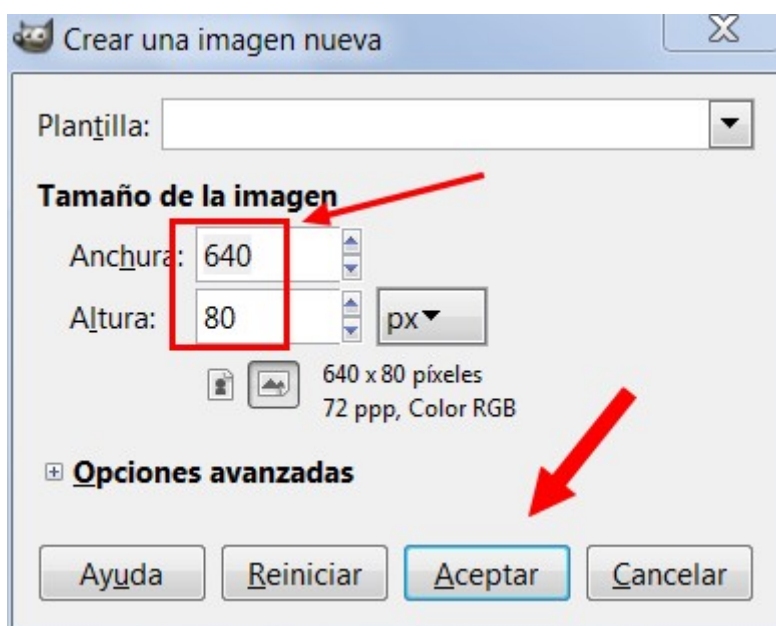 Crear una imagen nueva
Plantilla:
Tamaño de la imagen
Anchura: 640
Altura: 80 px
640 x 80 píxeles
72 ppp, Color RGB
Opciones avanzadas
Ayuda Reiniciar Aceptar Cancelar